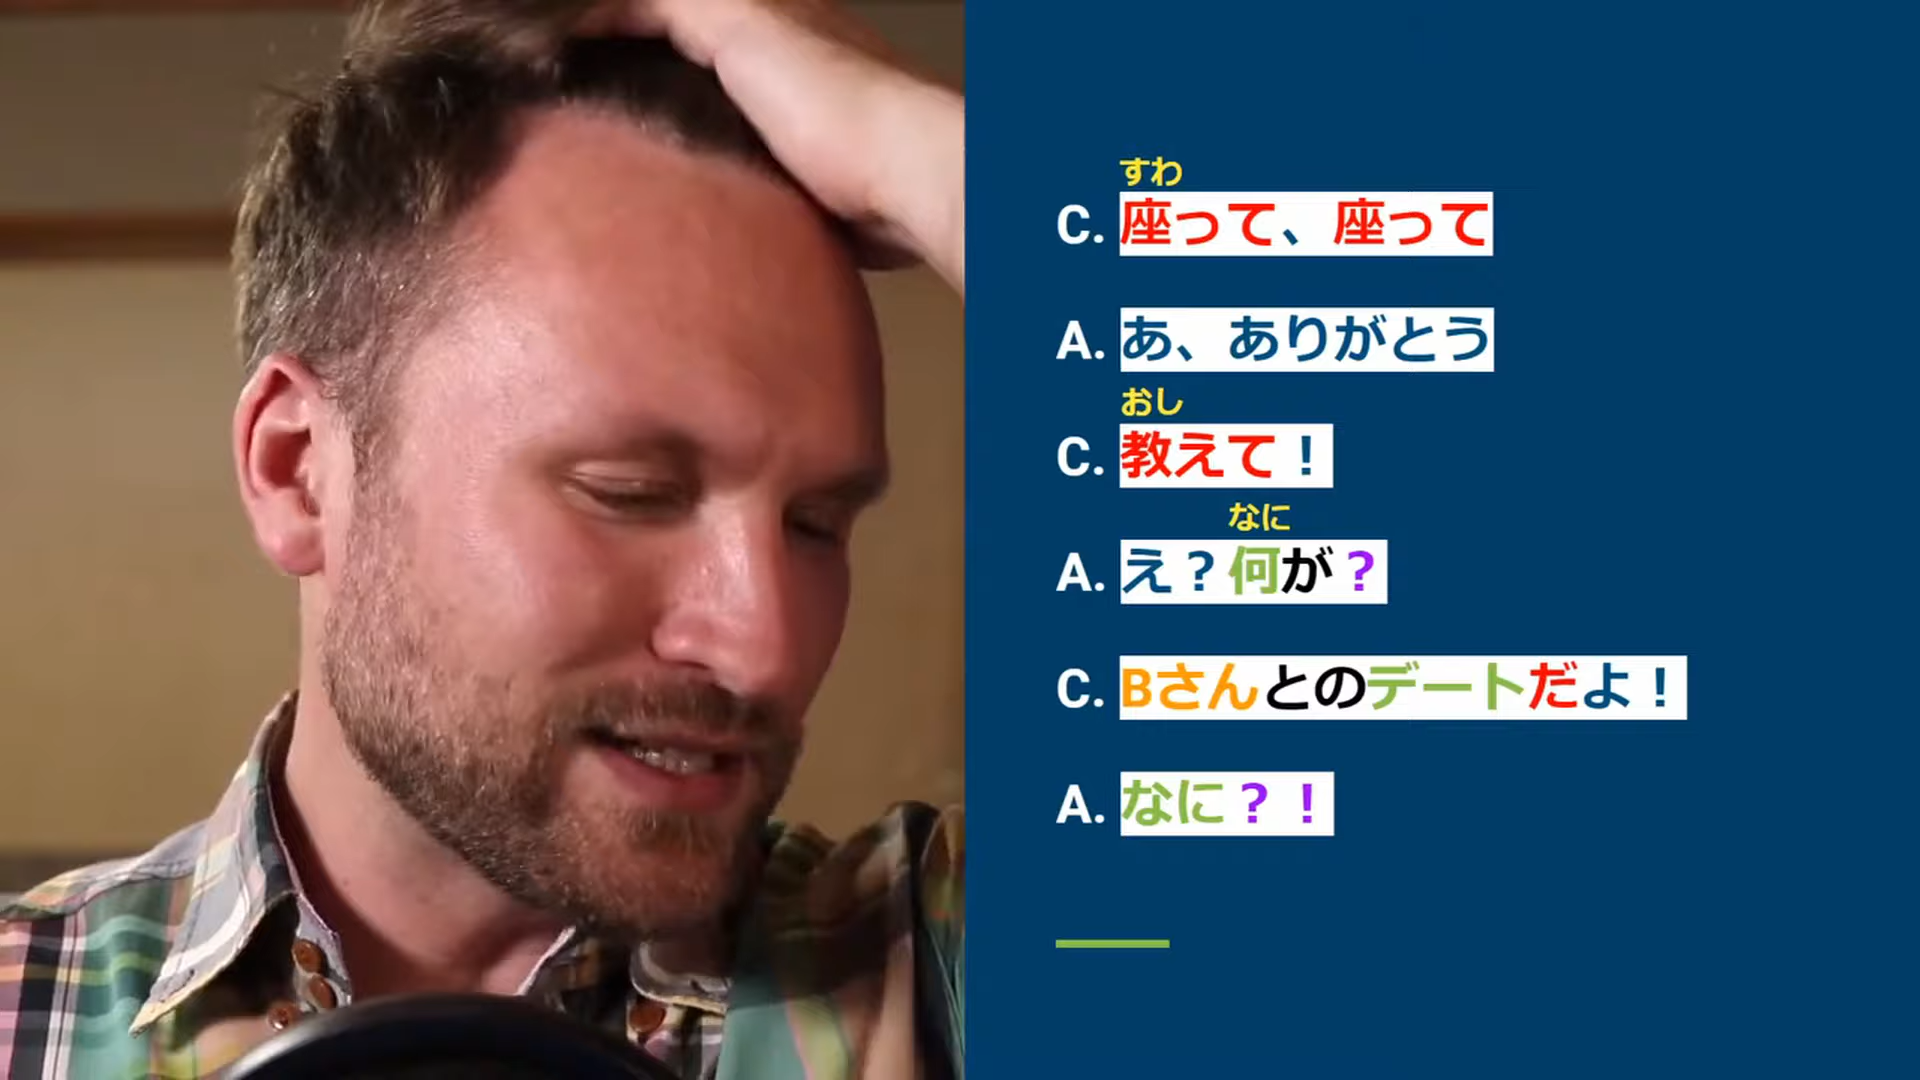 すわ
C. 座って、座って
A. あ、ありがとう
おし
C. 教えて！
なに
A. え？何が？
C. Bさんとのデートだよ！
A. なに？！